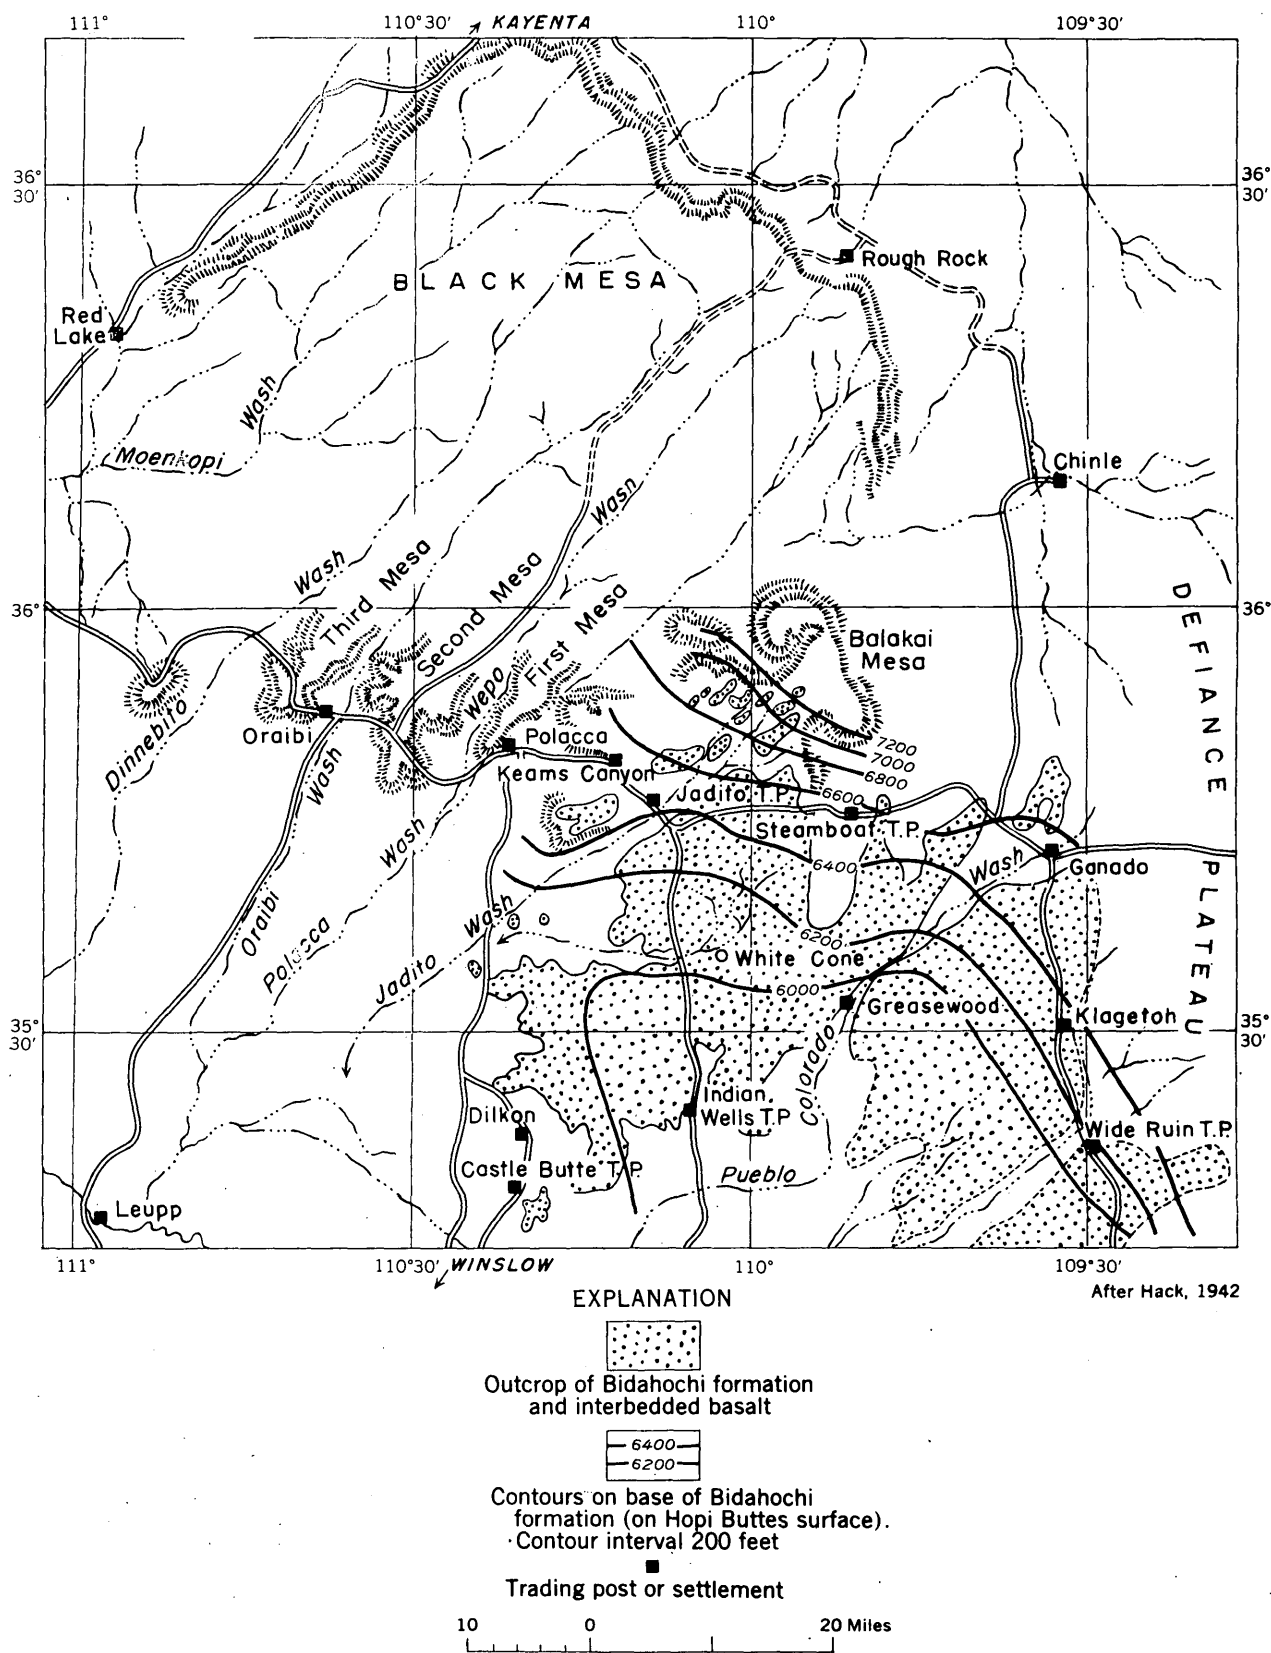 111°
110°30'
KAYENTA
110°
109°30'
36°
30'
36°
30'
Rough Rock
BLACK MESA
Red
Lake
Wash
Moenkopi
Chinle
Wash
Wash
Third Mesa
Second Mesa
First Mesa
Wepo
36°
36°
Balakai
Mesa
DEFIANCE PLATEAU
Dinnebito
Oraibi
Wash
Polacca
Keams Canyon
Jadito T.P.
Steamboat T.P.
7200
7000
6800
6600
6400
Wash
Ganado
Wash
Wash
Oraibi
Polacca
Jadito
6200
White Cone
6000
Greasewood
Klagetoh
35°
30'
35°
30'
Colorado
Indian
Wells T.P.
Dilkon
Castle Butte T.P.
Pueblo
Wide Ruin T.P.
Leupp
111°
110°30'
WINSLOW
110°
109°30'
After Hack, 1942
EXPLANATION
Outcrop of Bidahochi formation
and interbedded basalt
6400
6200
Contours on base of Bidahochi
formation (on Hopi Buttes surface).
Contour interval 200 feet
Trading post or settlement
10 0 20 Miles